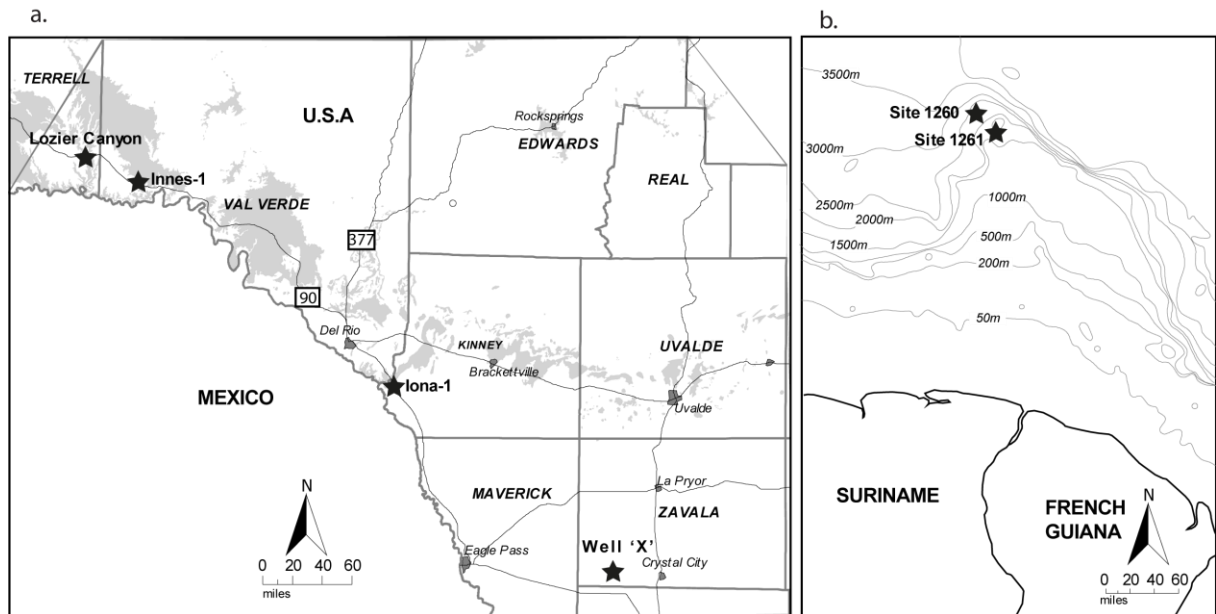 a.
TERRELL
U.S.A
Lozier Canyon
Innes-1
VAL VERDE
Rocksprings
EDWARDS
REAL
377
90
Del Rio
KINNEY
Brackettville
UVALDE
Uvalde
Iona-1
MEXICO
MAVERICK
La Pryor
ZAVALA
Eagle Pass
Well 'X'
Crystal City
N
0 20 40 60
miles
b.
3500m
Site 1260
Site 1261
3000m
2500m
2000m
1500m
1000m
500m
200m
50m
SURINAME
FRENCH
GUIANA
N
0 20 40 60
miles